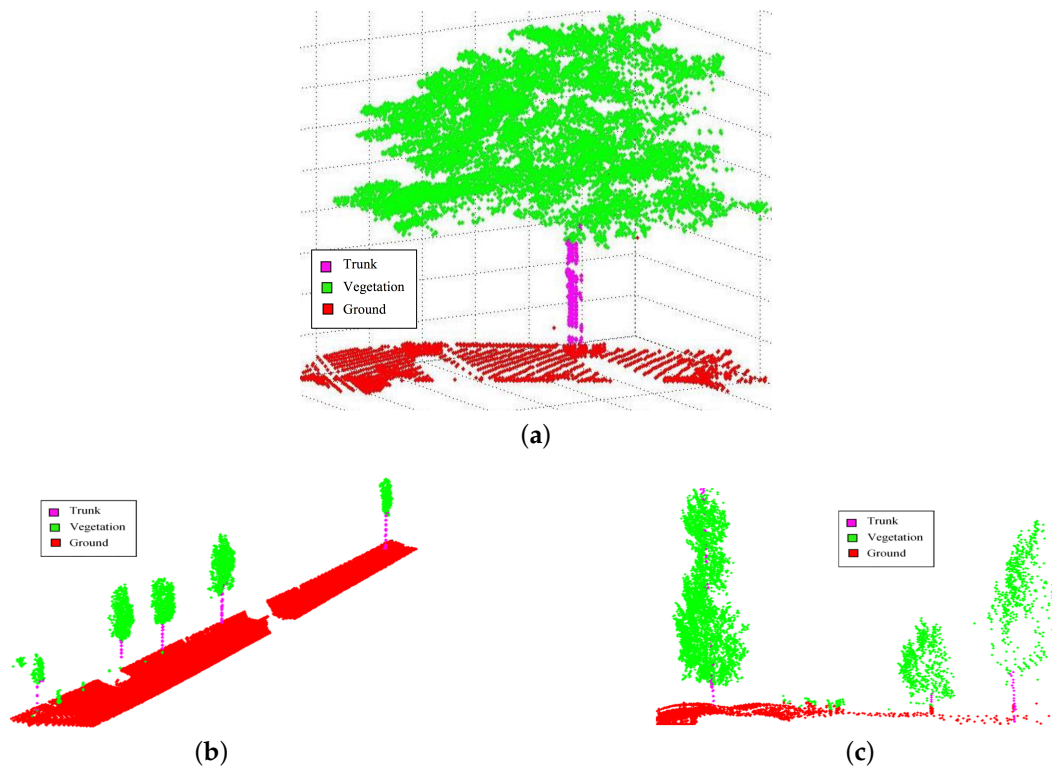 Trunk
Vegetation
Ground
(a)
Trunk
Vegetation
Ground
Trunk
Vegetation
Ground
(b)
(c)